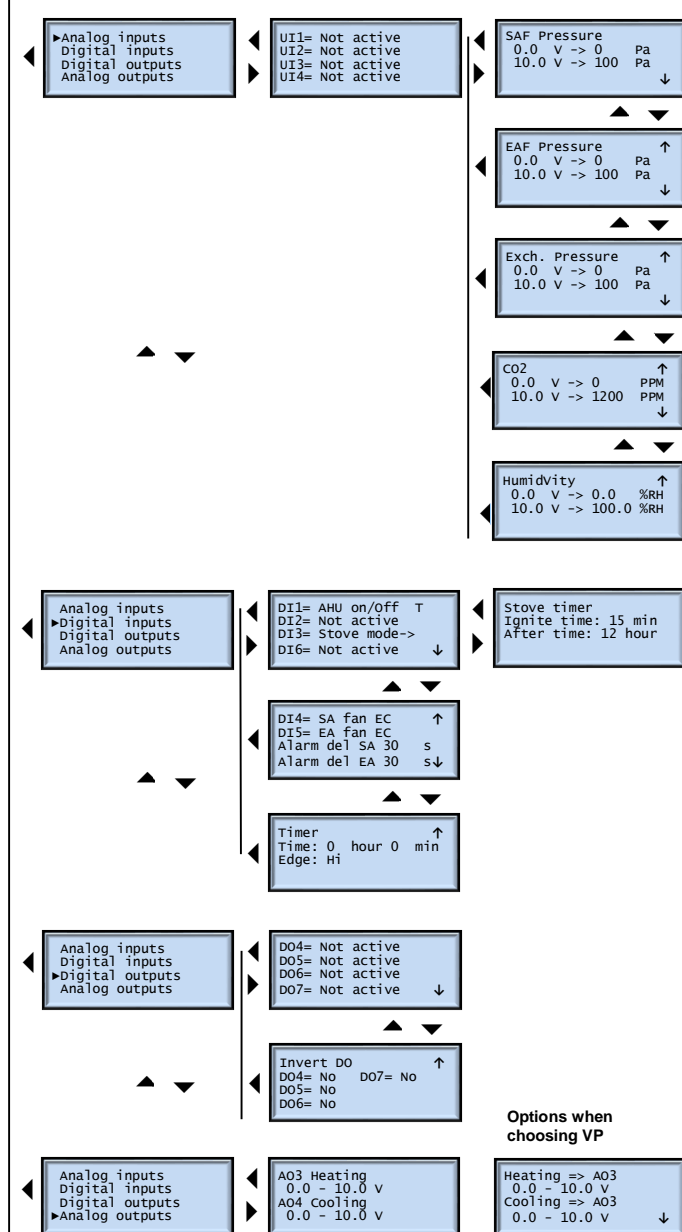 ►Analog inputs
Digital inputs
Digital outputs
Analog outputs
UI1= Not active
UI2= Not active
UI3= Not active
UI4= Not active
SAF Pressure
0.0 V -> 0 Pa
10.0 V -> 100 Pa
↓
EAF Pressure ↑
0.0 V -> 0 Pa
10.0 V -> 100 Pa
↓
Exch. Pressure ↑
0.0 V -> 0 Pa
10.0 V -> 100 Pa
↓
CO2 ↑
0.0 V -> 0 PPM
10.0 V -> 1200 PPM
↓
HumidVity ↑
0.0 V -> 0.0 %RH
10.0 V -> 100.0 %RH
Analog inputs
►Digital inputs
Digital outputs
Analog outputs
DI1= AHU on/Off T
DI2= Not active
DI3= Stove mode->
DI6= Not active ↓
Stove timer
Ignite time: 15 min
After time: 12 hour
DI4= SA fan EC ↑
DI5= EA fan EC
Alarm del SA 30 s
Alarm del EA 30 s↓
Timer ↑
Time: 0 hour 0 min
Edge: Hi
Analog inputs
Digital inputs
►Digital outputs
Analog outputs
DO4= Not active
DO5= Not active
DO6= Not active
DO7= Not active ↓
Invert DO ↑
DO4= No DO7= No
DO5= No
DO6= No
Options when
choosing VP
Analog inputs
Digital inputs
Digital outputs
►Analog outputs
AO3 Heating
0.0 - 10.0 V
AO4 Cooling
0.0 - 10.0 V
Heating => AO3
0.0 - 10.0 V
Cooling => AO3
0.0 - 10.0 V ↓